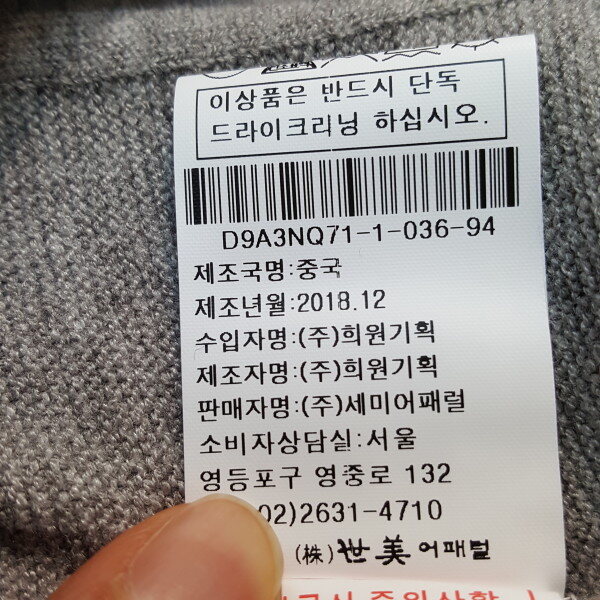 이상품은 반드시 단독
드라이크리닝 하십시오.
D9A3NQ71-1-036-94
제조국명:중국
제조년월:2018.12
수입자명:(주)희원기획
제조자명:(주)희원기획
판매자명:(주)세미어패럴
소비자상담실:서울
영등포구 영중로 132
02)2631-4710
(株)世美어패럴